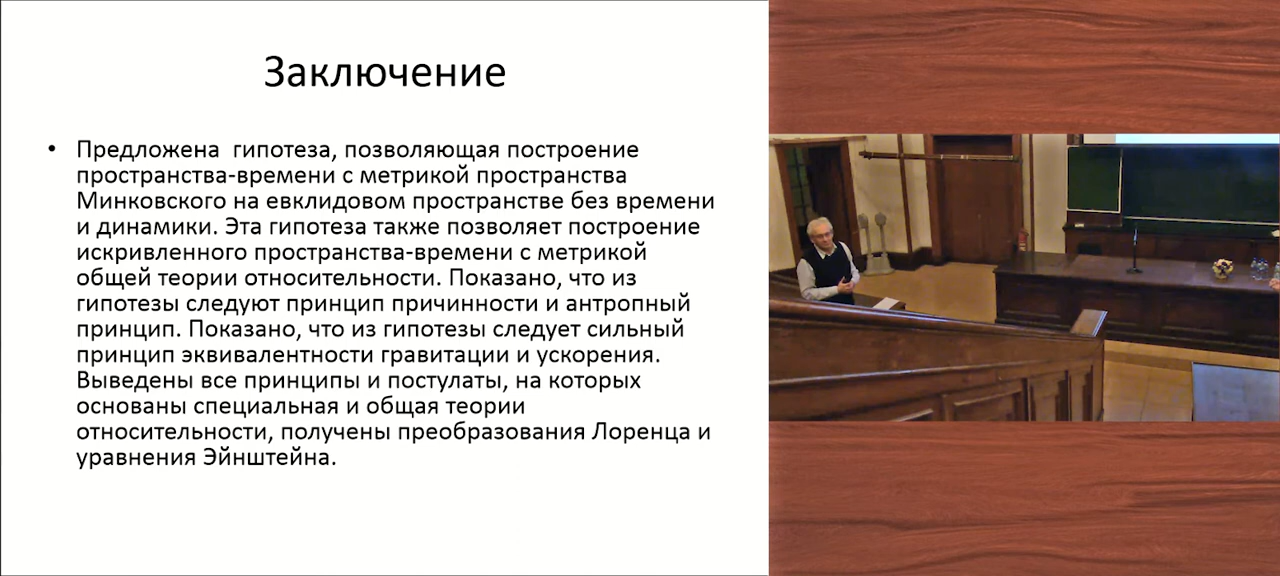 Заключение
• Предложена  гипотеза, позволяющая построение
пространства-времени с метрикой пространства
Минковского на евклидовом пространстве без времени
и динамики. Эта гипотеза также позволяет построение
искривленного пространства-времени с метрикой
общей теории относительности. Показано, что из
гипотезы следуют принцип причинности и антропный
принцип. Показано, что из гипотезы следует сильный
принцип эквивалентности гравитации и ускорения.
Выведены все принципы и постулаты, на которых
основаны специальная и общая теории
относительности, получены преобразования Лоренца и
уравнения Эйнштейна.